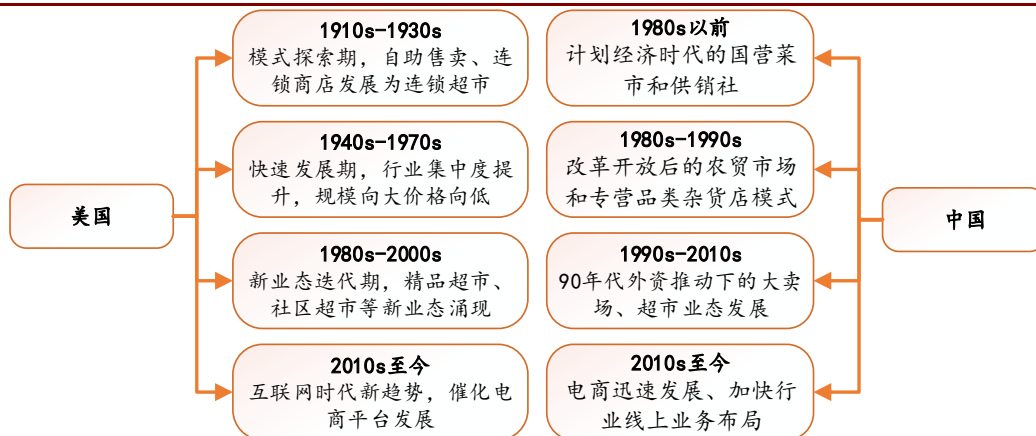 美国
1910s-1930s
模式探索期，自助售卖、连
锁商店发展为连锁超市
1940s-1970s
快速发展期，行业集中度提
升，规模向大价格向低
1980s-2000s
新业态迭代期，精品超市、
社区超市等新业态涌现
2010s至今
互联网时代新趋势，催化电
商平台发展
1980s以前
计划经济时代的国营菜
市和供销社
1980s-1990s
改革开放后的农贸市场
和专营品类杂货店模式
1990s-2010s
90年代外资推动下的大卖
场、超市业态发展
2010s至今
电商迅速发展、加快行
业线上业务布局
中国